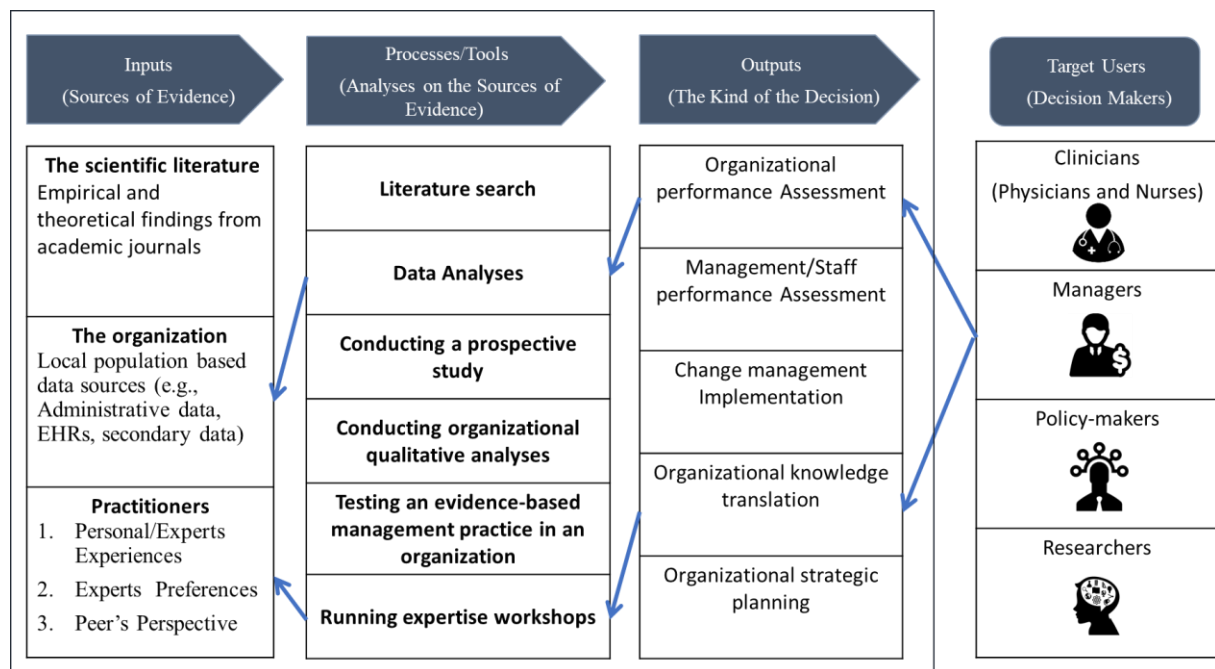 Inputs
(Sources of Evidence)
Processes/Tools
(Analyses on the Sources of
Evidence)
Outputs
(The Kind of the Decision)
Target Users
(Decision Makers)
The scientific literature
Empirical and
theoretical findings from
academic journals
The organization
Local population based
data sources (e.g.,
Administrative data,
EHRs, secondary data)
Practitioners
1. Personal/Experts
Experiences
2. Experts Preferences
3. Peer's Perspective
Literature search
Data Analyses
Conducting a prospective
study
Conducting organizational
qualitative analyses
Testing an evidence-based
management practice in an
organization
Running expertise workshops
Organizational
performance Assessment
Management/Staff
performance Assessment
Change management
Implementation
Organizational knowledge
translation
Organizational strategic
planning
Clinicians
(Physicians and Nurses)
Managers
$
Policy-makers
Researchers